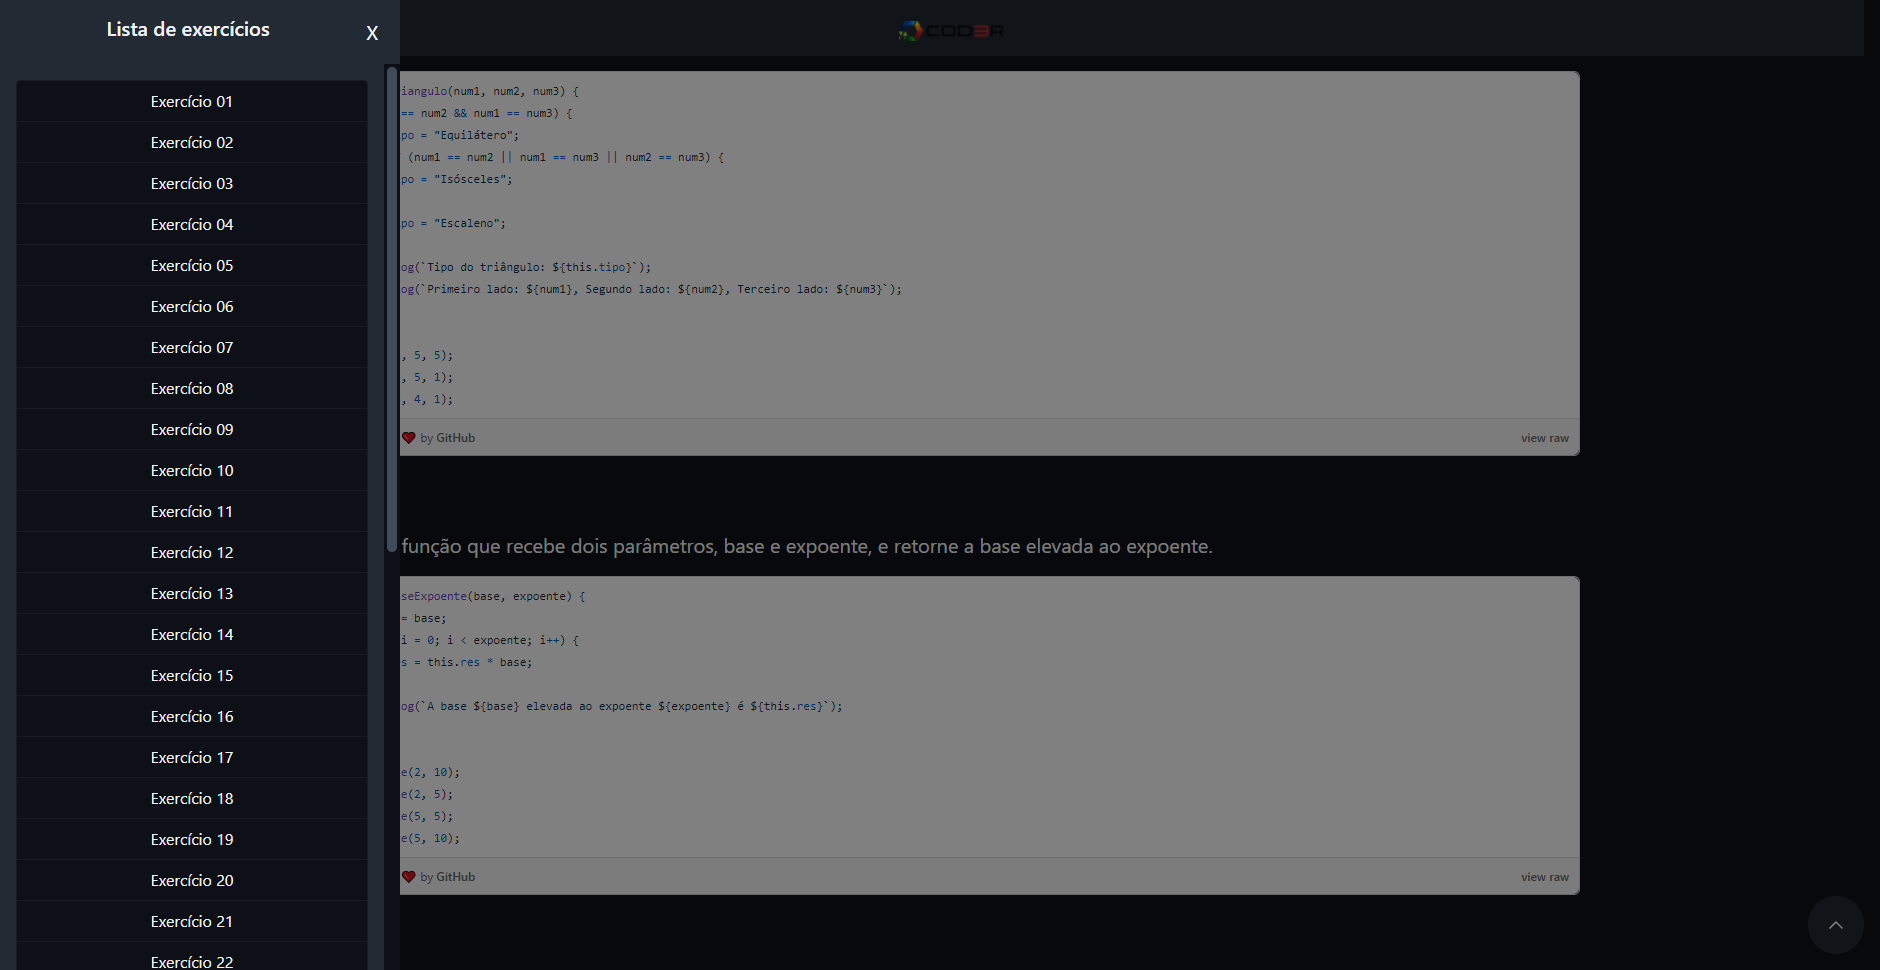 Lista de exercícios
X
Exercício 01
Exercício 02
Exercício 03
Exercício 04
Exercício 05
Exercício 06
Exercício 07
Exercício 08
Exercício 09
Exercício 10
Exercício 11
Exercício 12
Exercício 13
Exercício 14
Exercício 15
Exercício 16
Exercício 17
Exercício 18
Exercício 19
Exercício 20
Exercício 21
Exercício 22
COD3R
iangulo(num1, num2, num3) {
== num2 && num1 == num3) {
po = "Equilátero";
(num1 == num2 || num1 == num3 || num2 == num3) {
po = "Isósceles";
po = "Escaleno";
og(`Tipo do triângulo: ${this.tipo}`);
og(`Primeiro lado: ${num1}, Segundo lado: ${num2}, Terceiro lado: ${num3}`);
, 5, 5);
, 5, 1);
, 4, 1);
❤ by GitHub
view raw
função que recebe dois parâmetros, base e expoente, e retorne a base elevada ao expoente.
seExpoente(base, expoente) {
= base;
i = 0; i < expoente; i++) {
s = this.res * base;
og(`A base ${base} elevada ao expoente ${expoente} é ${this.res}`);
e(2, 10);
e(2, 5);
e(5, 5);
e(5, 10);
❤ by GitHub
view raw